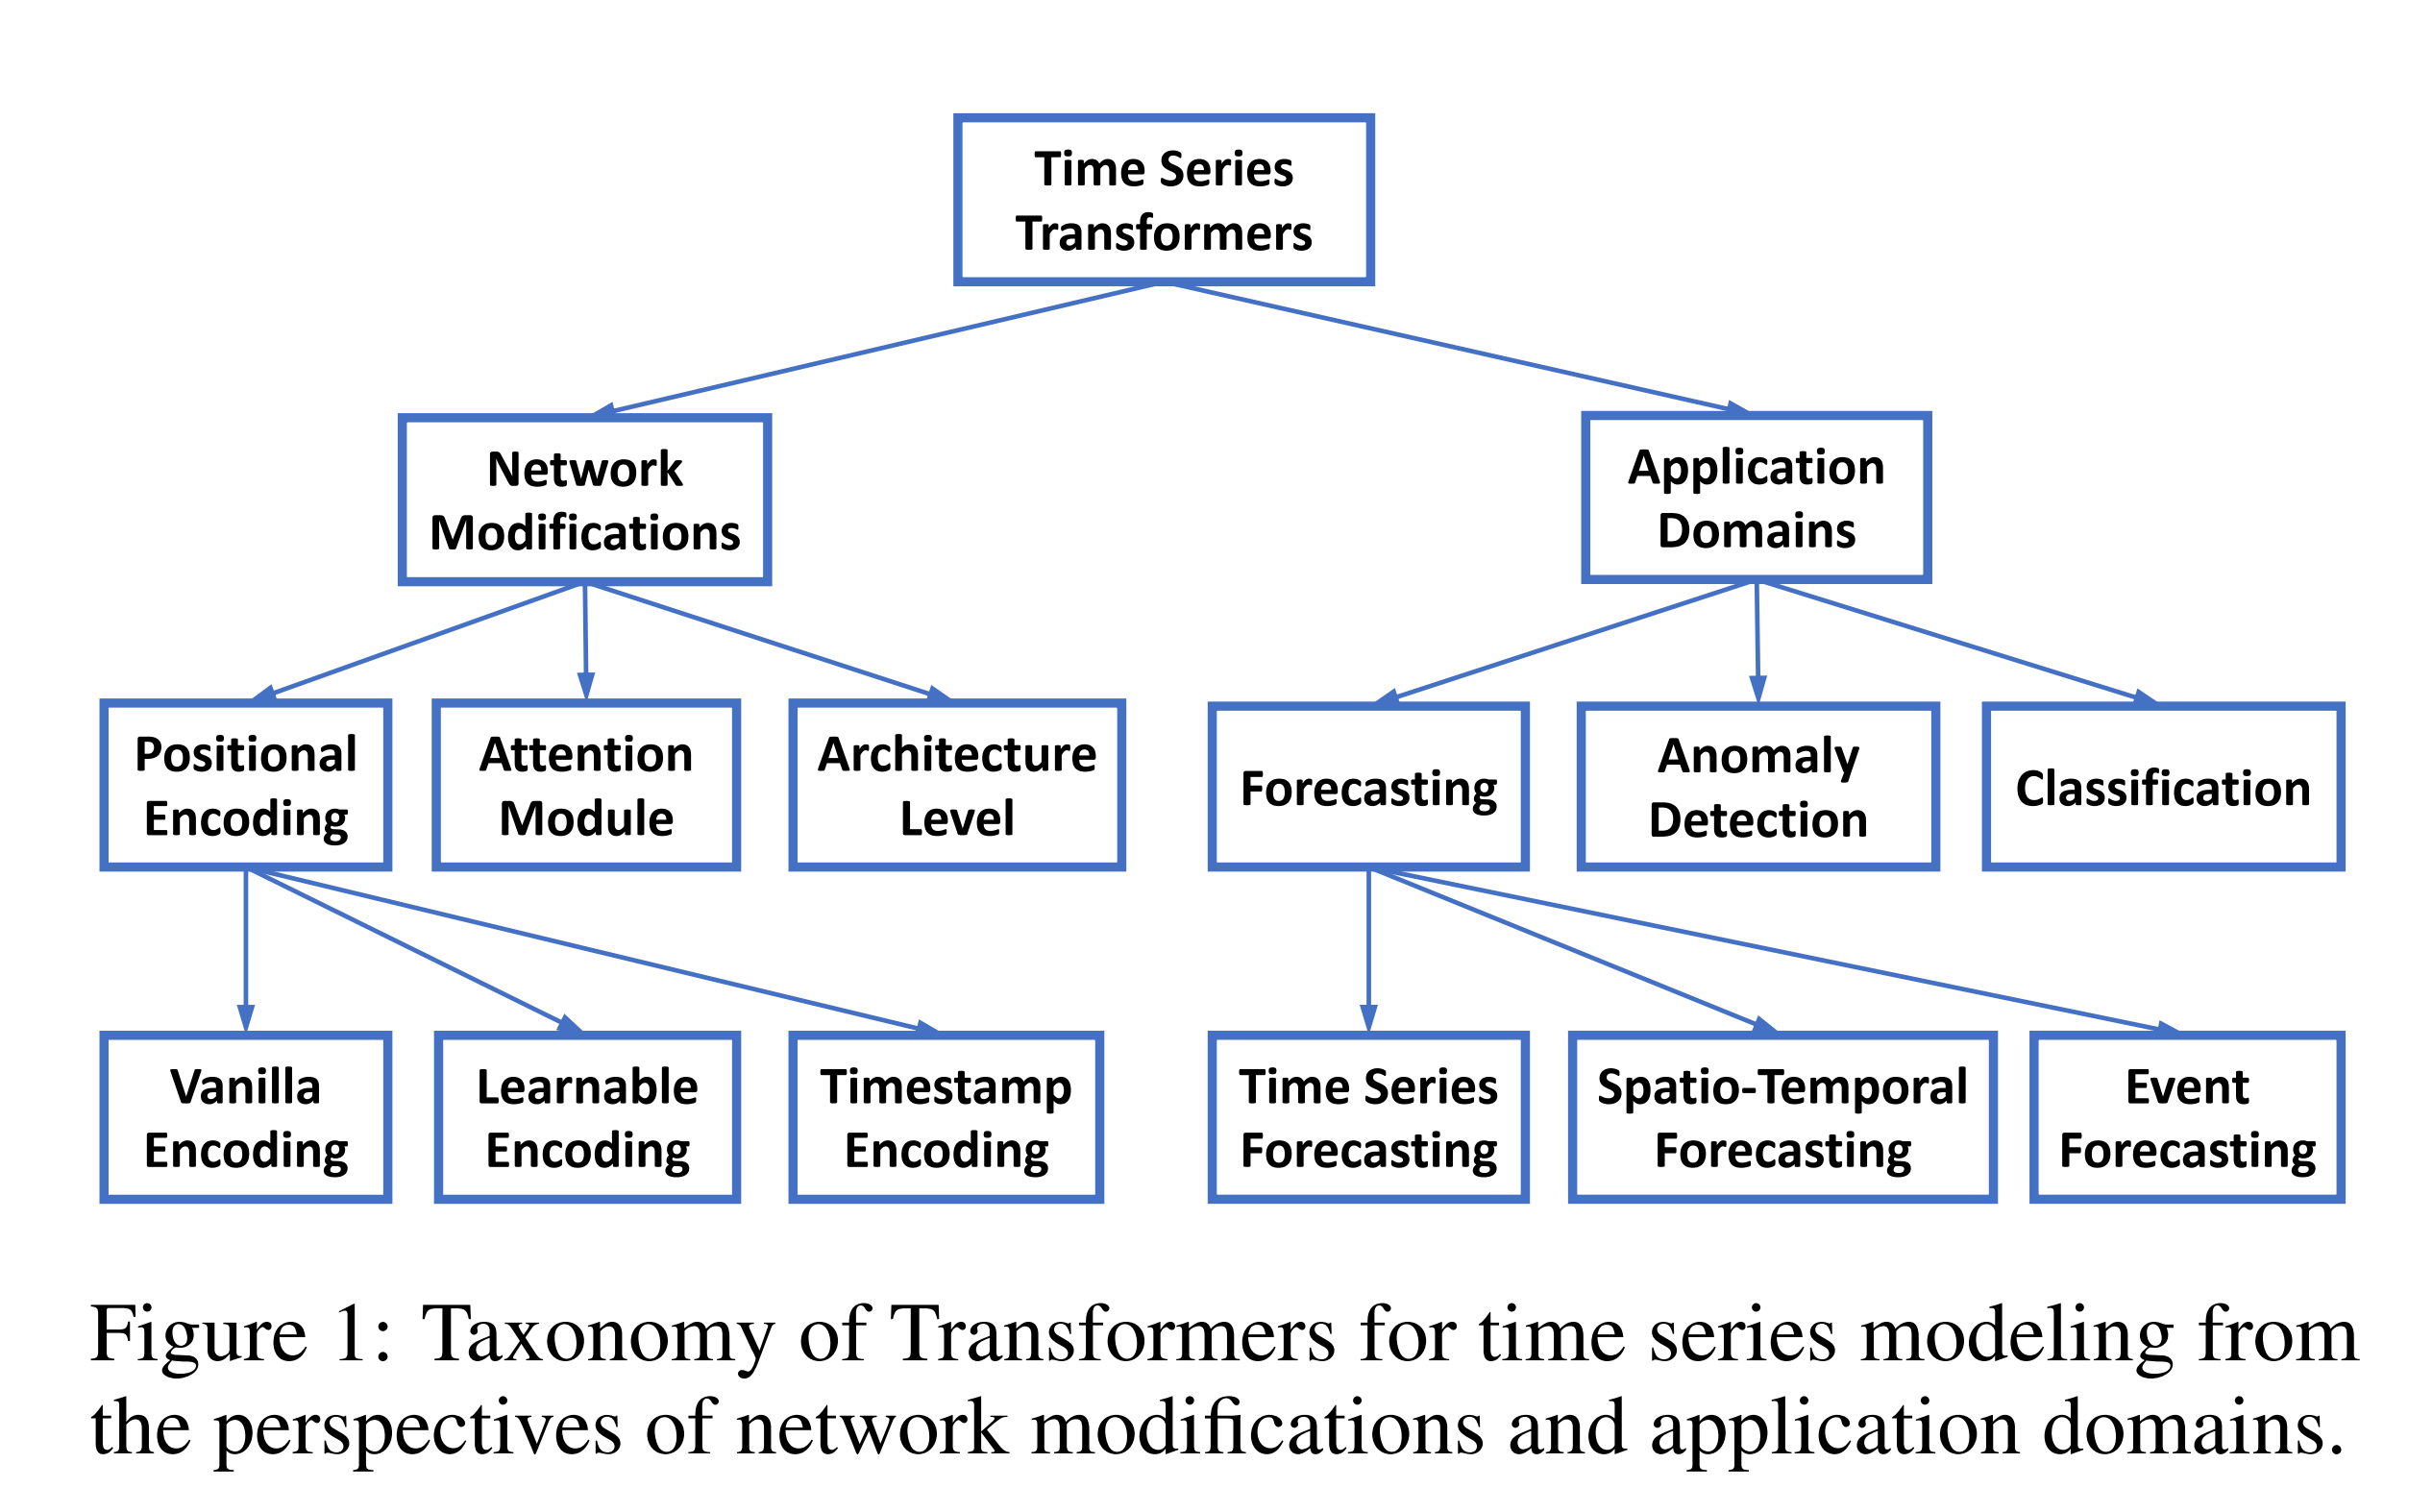 Time Series
Transformers
Network
Modifications
Application
Domains
Positional
Encoding
Attention
Module
Architecture
Level
Forecasting
Anomaly
Detection
Classification
Vanilla
Encoding
Learnable
Encoding
Timestamp
Encoding
Time Series
Forecasting
Spatio-Temporal
Forecasting
Event
Forecasting
Figure 1: Taxonomy of Transformers for time series modeling from
the perspectives of network modification and application domains.